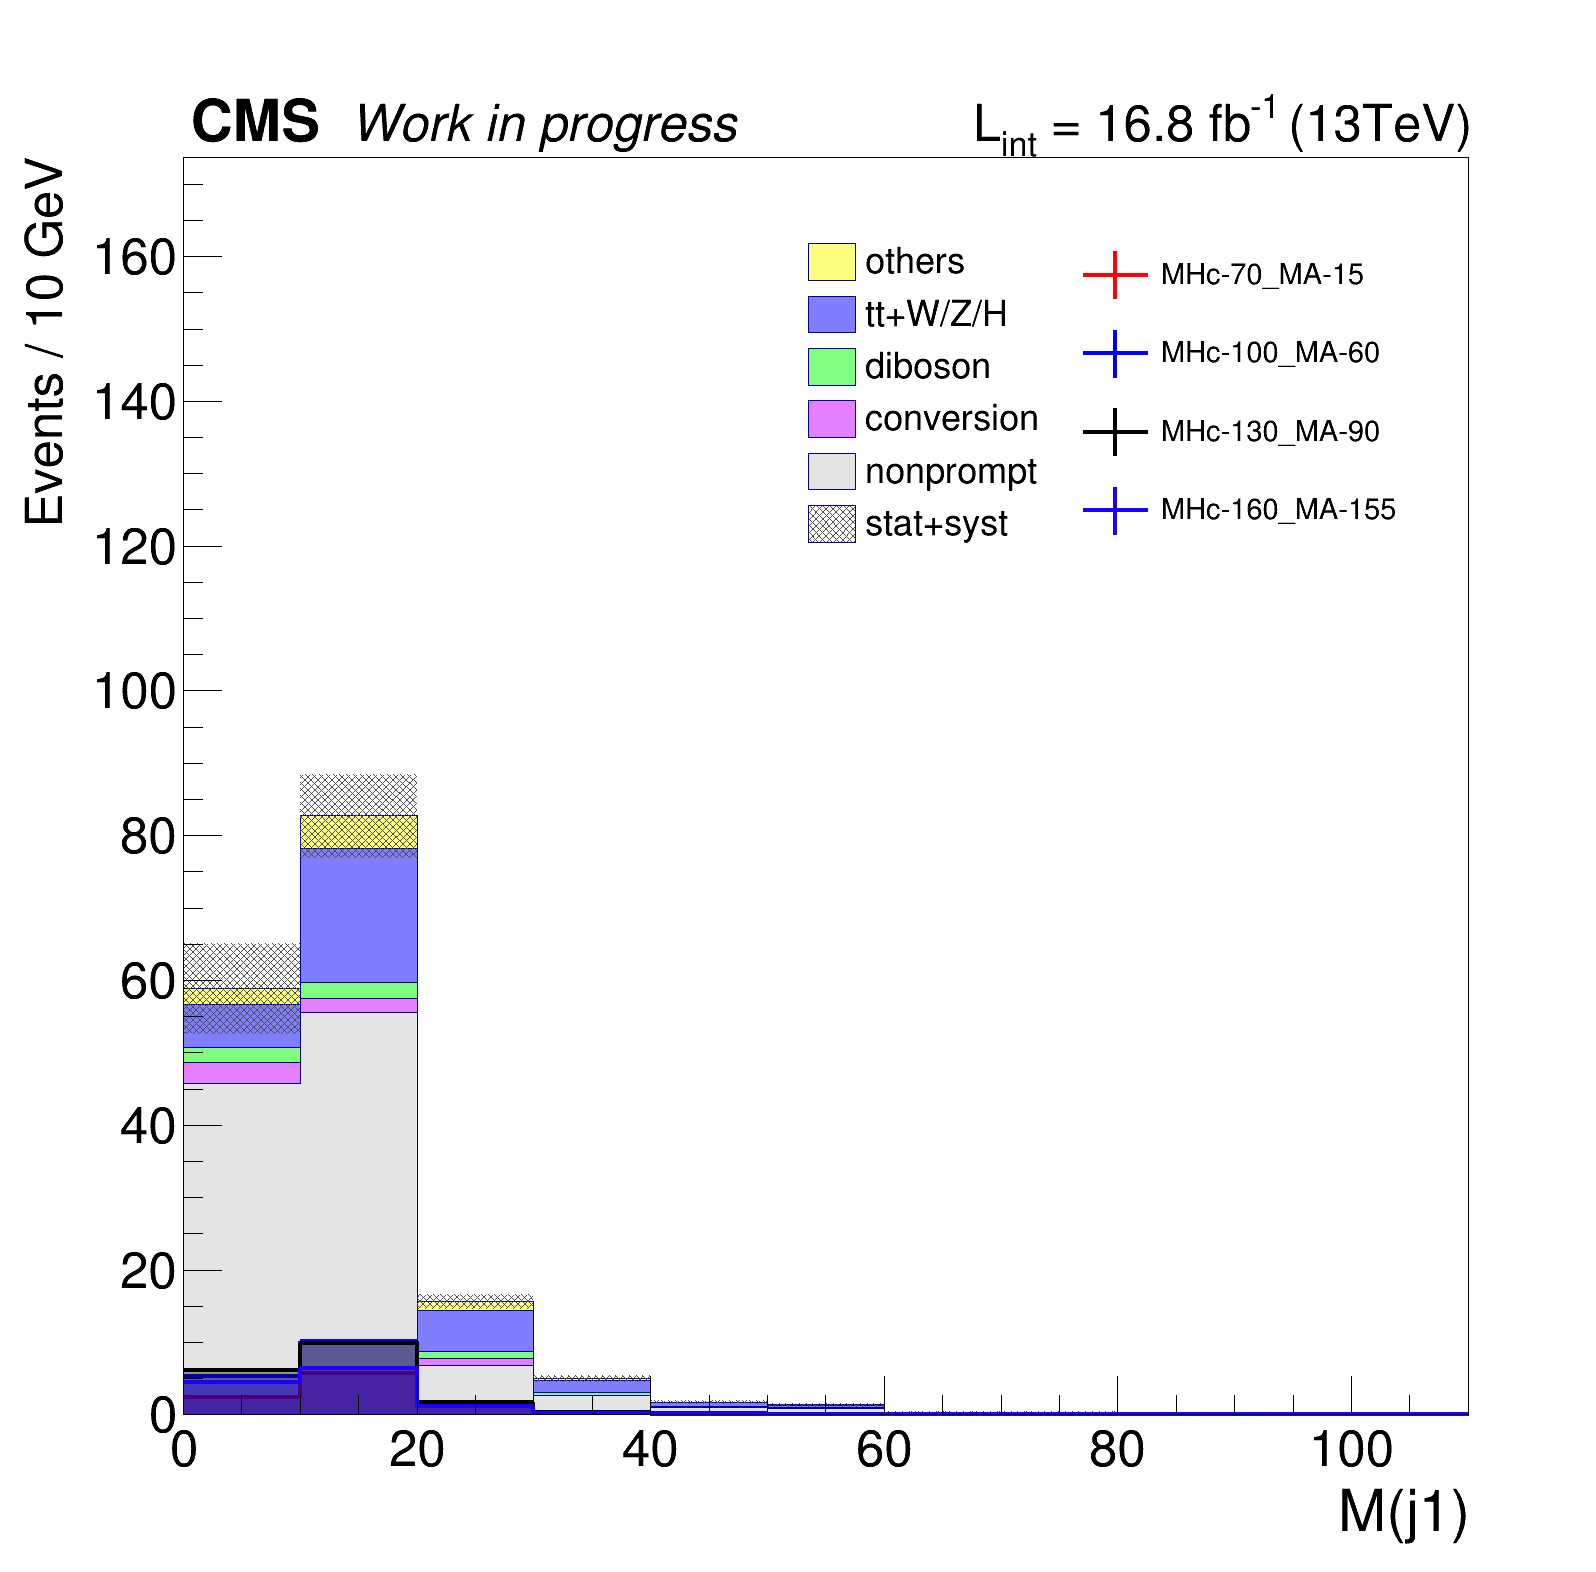 CMS Work in progress L_int = 16.8 fb^-1 (13TeV)
Events / 10 GeV
160
140
120
100
80
60
40
20
0
others
tt+W/Z/H
diboson
conversion
nonprompt
stat+syst
MHc-70_MA-15
MHc-100_MA-60
MHc-130_MA-90
MHc-160_MA-155
0 20 40 60 80 100
M(j1)